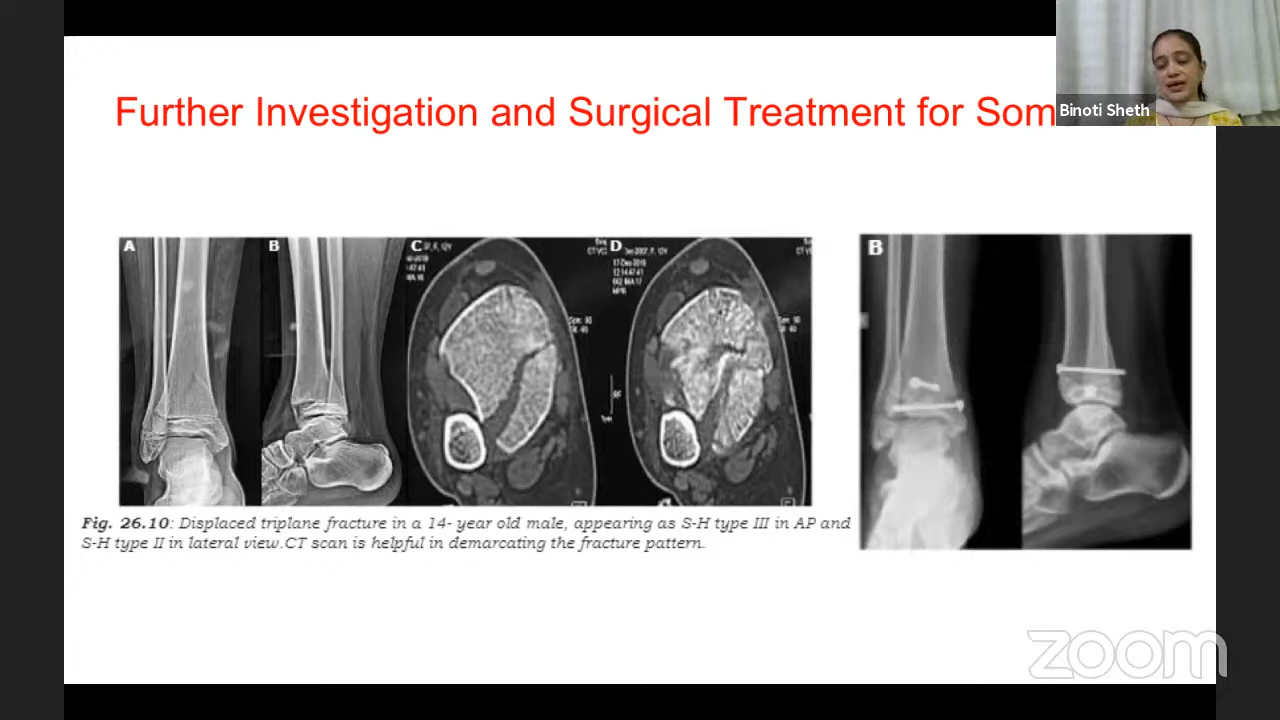 Binoti Sheth
Further Investigation and Surgical Treatment for Som
A
B
C
D
B
Fig. 26.10: Displaced triplane fracture in a 14- year old male, appearing as S-H type III in AP and
S-H type II in lateral view.CT scan is helpful in demarcating the fracture pattern.
zoom